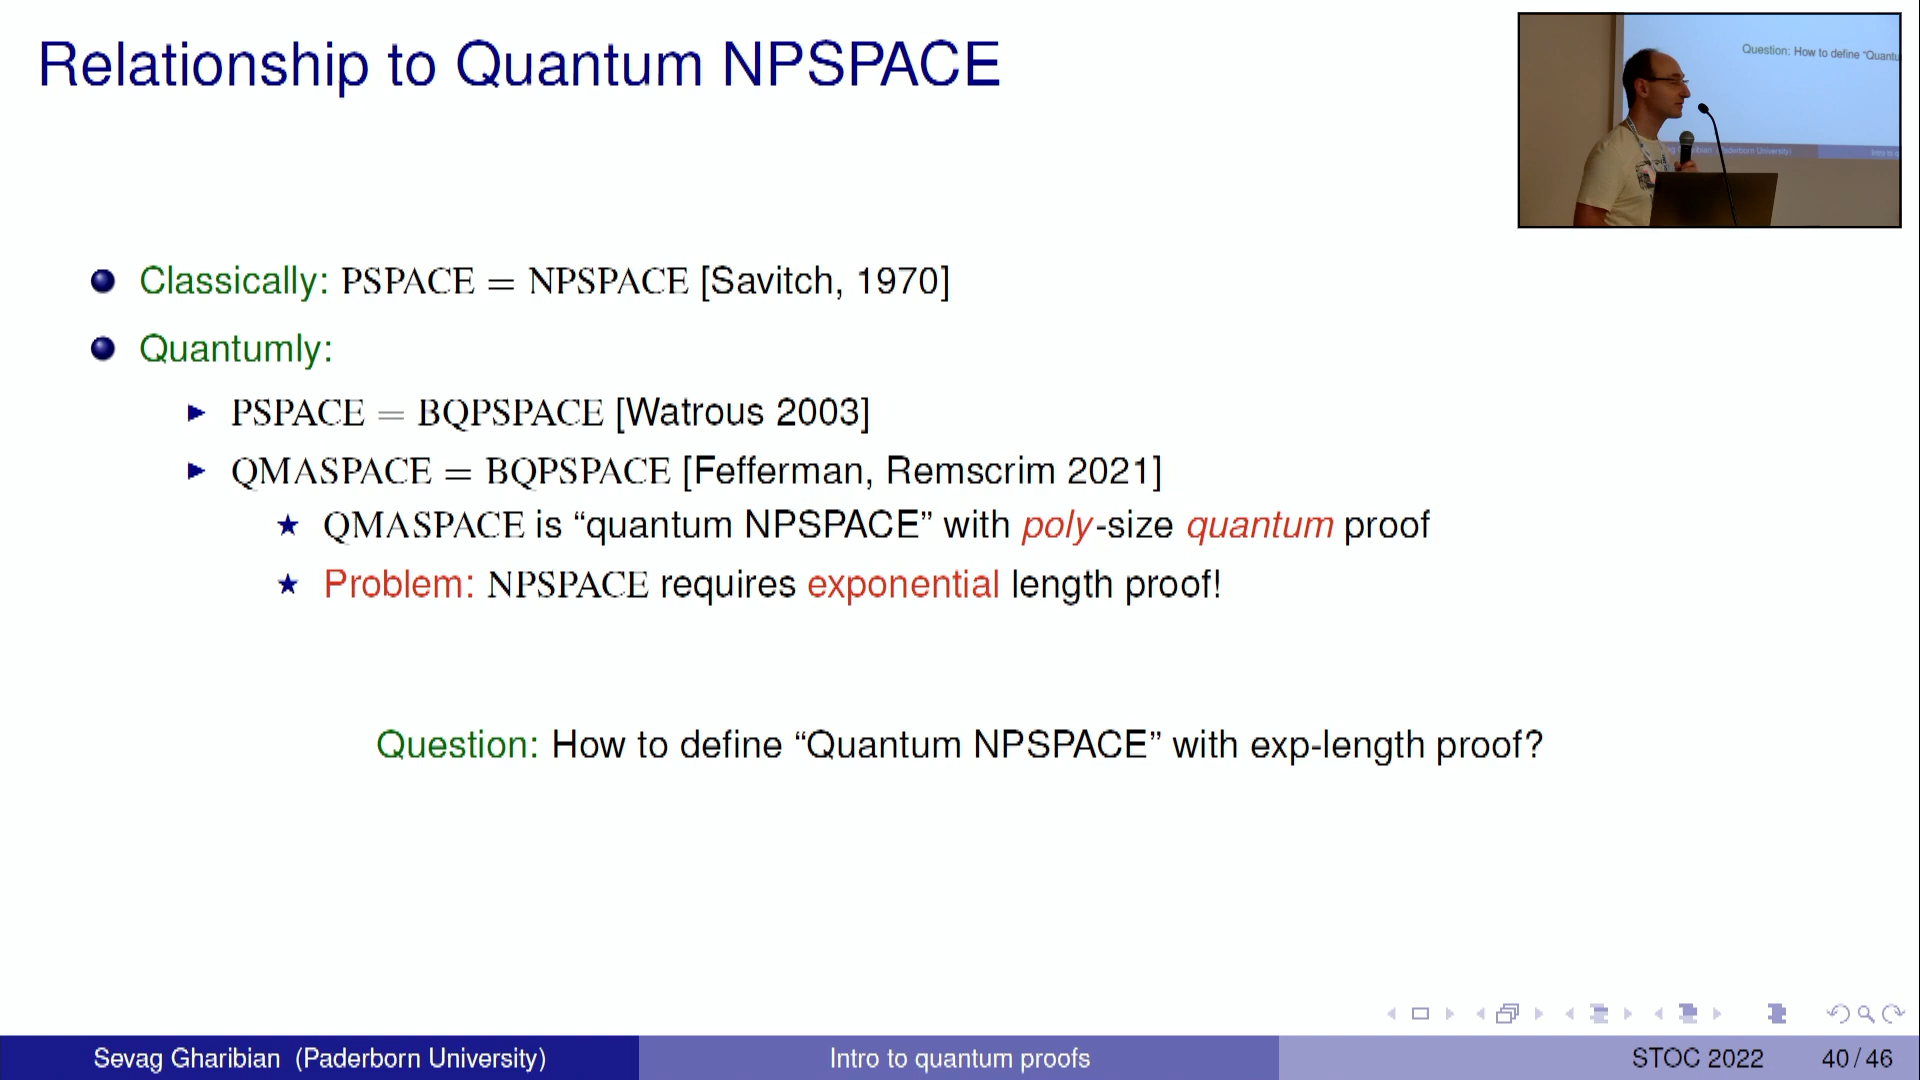 Relationship to Quantum NPSPACE
Question: How to define "Quantu
Classically: PSPACE = NPSPACE [Savitch, 1970]
Quantumly:
PSPACE = BQPSPACE [Watrous 2003]
QMASPACE = BQPSPACE [Fefferman, Remscrim 2021]
QMASPACE is “quantum NPSPACE” with poly-size quantum proof
Problem: NPSPACE requires exponential length proof!
Question: How to define “Quantum NPSPACE” with exp-length proof?
Sevag Gharibian (Paderborn University)
Intro to quantum proofs
STOC 2022
40 / 46